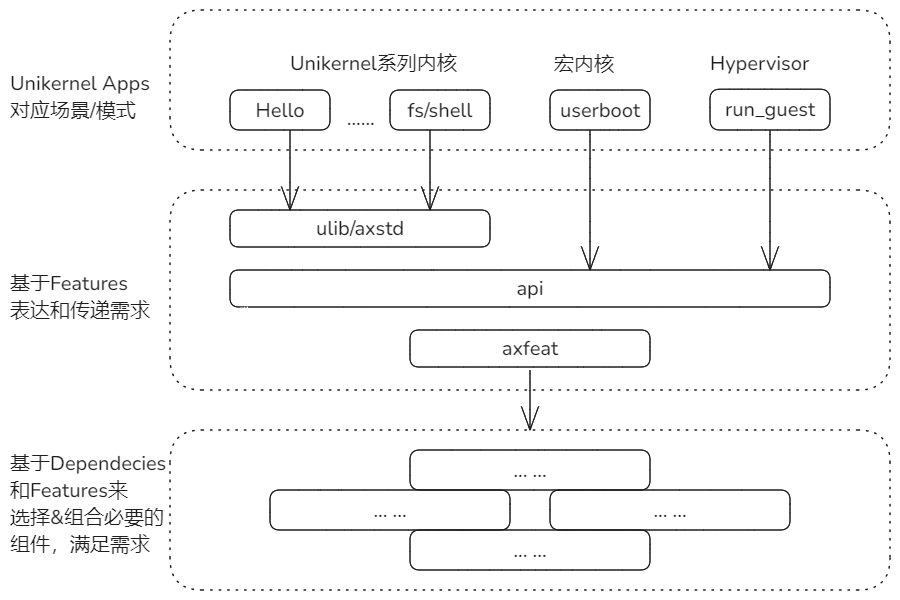 Unikernel系列内核
宏内核
Hypervisor
Unikernel Apps
对应场景/模式
Hello
......
fs/shell
userboot
run_guest
ulib/axstd
基于Features
表达和传递需求
api
axfeat
基于Dependecies
和Features来
选择&组合必要的
组件，满足需求
... ...
... ...
... ...
... ...